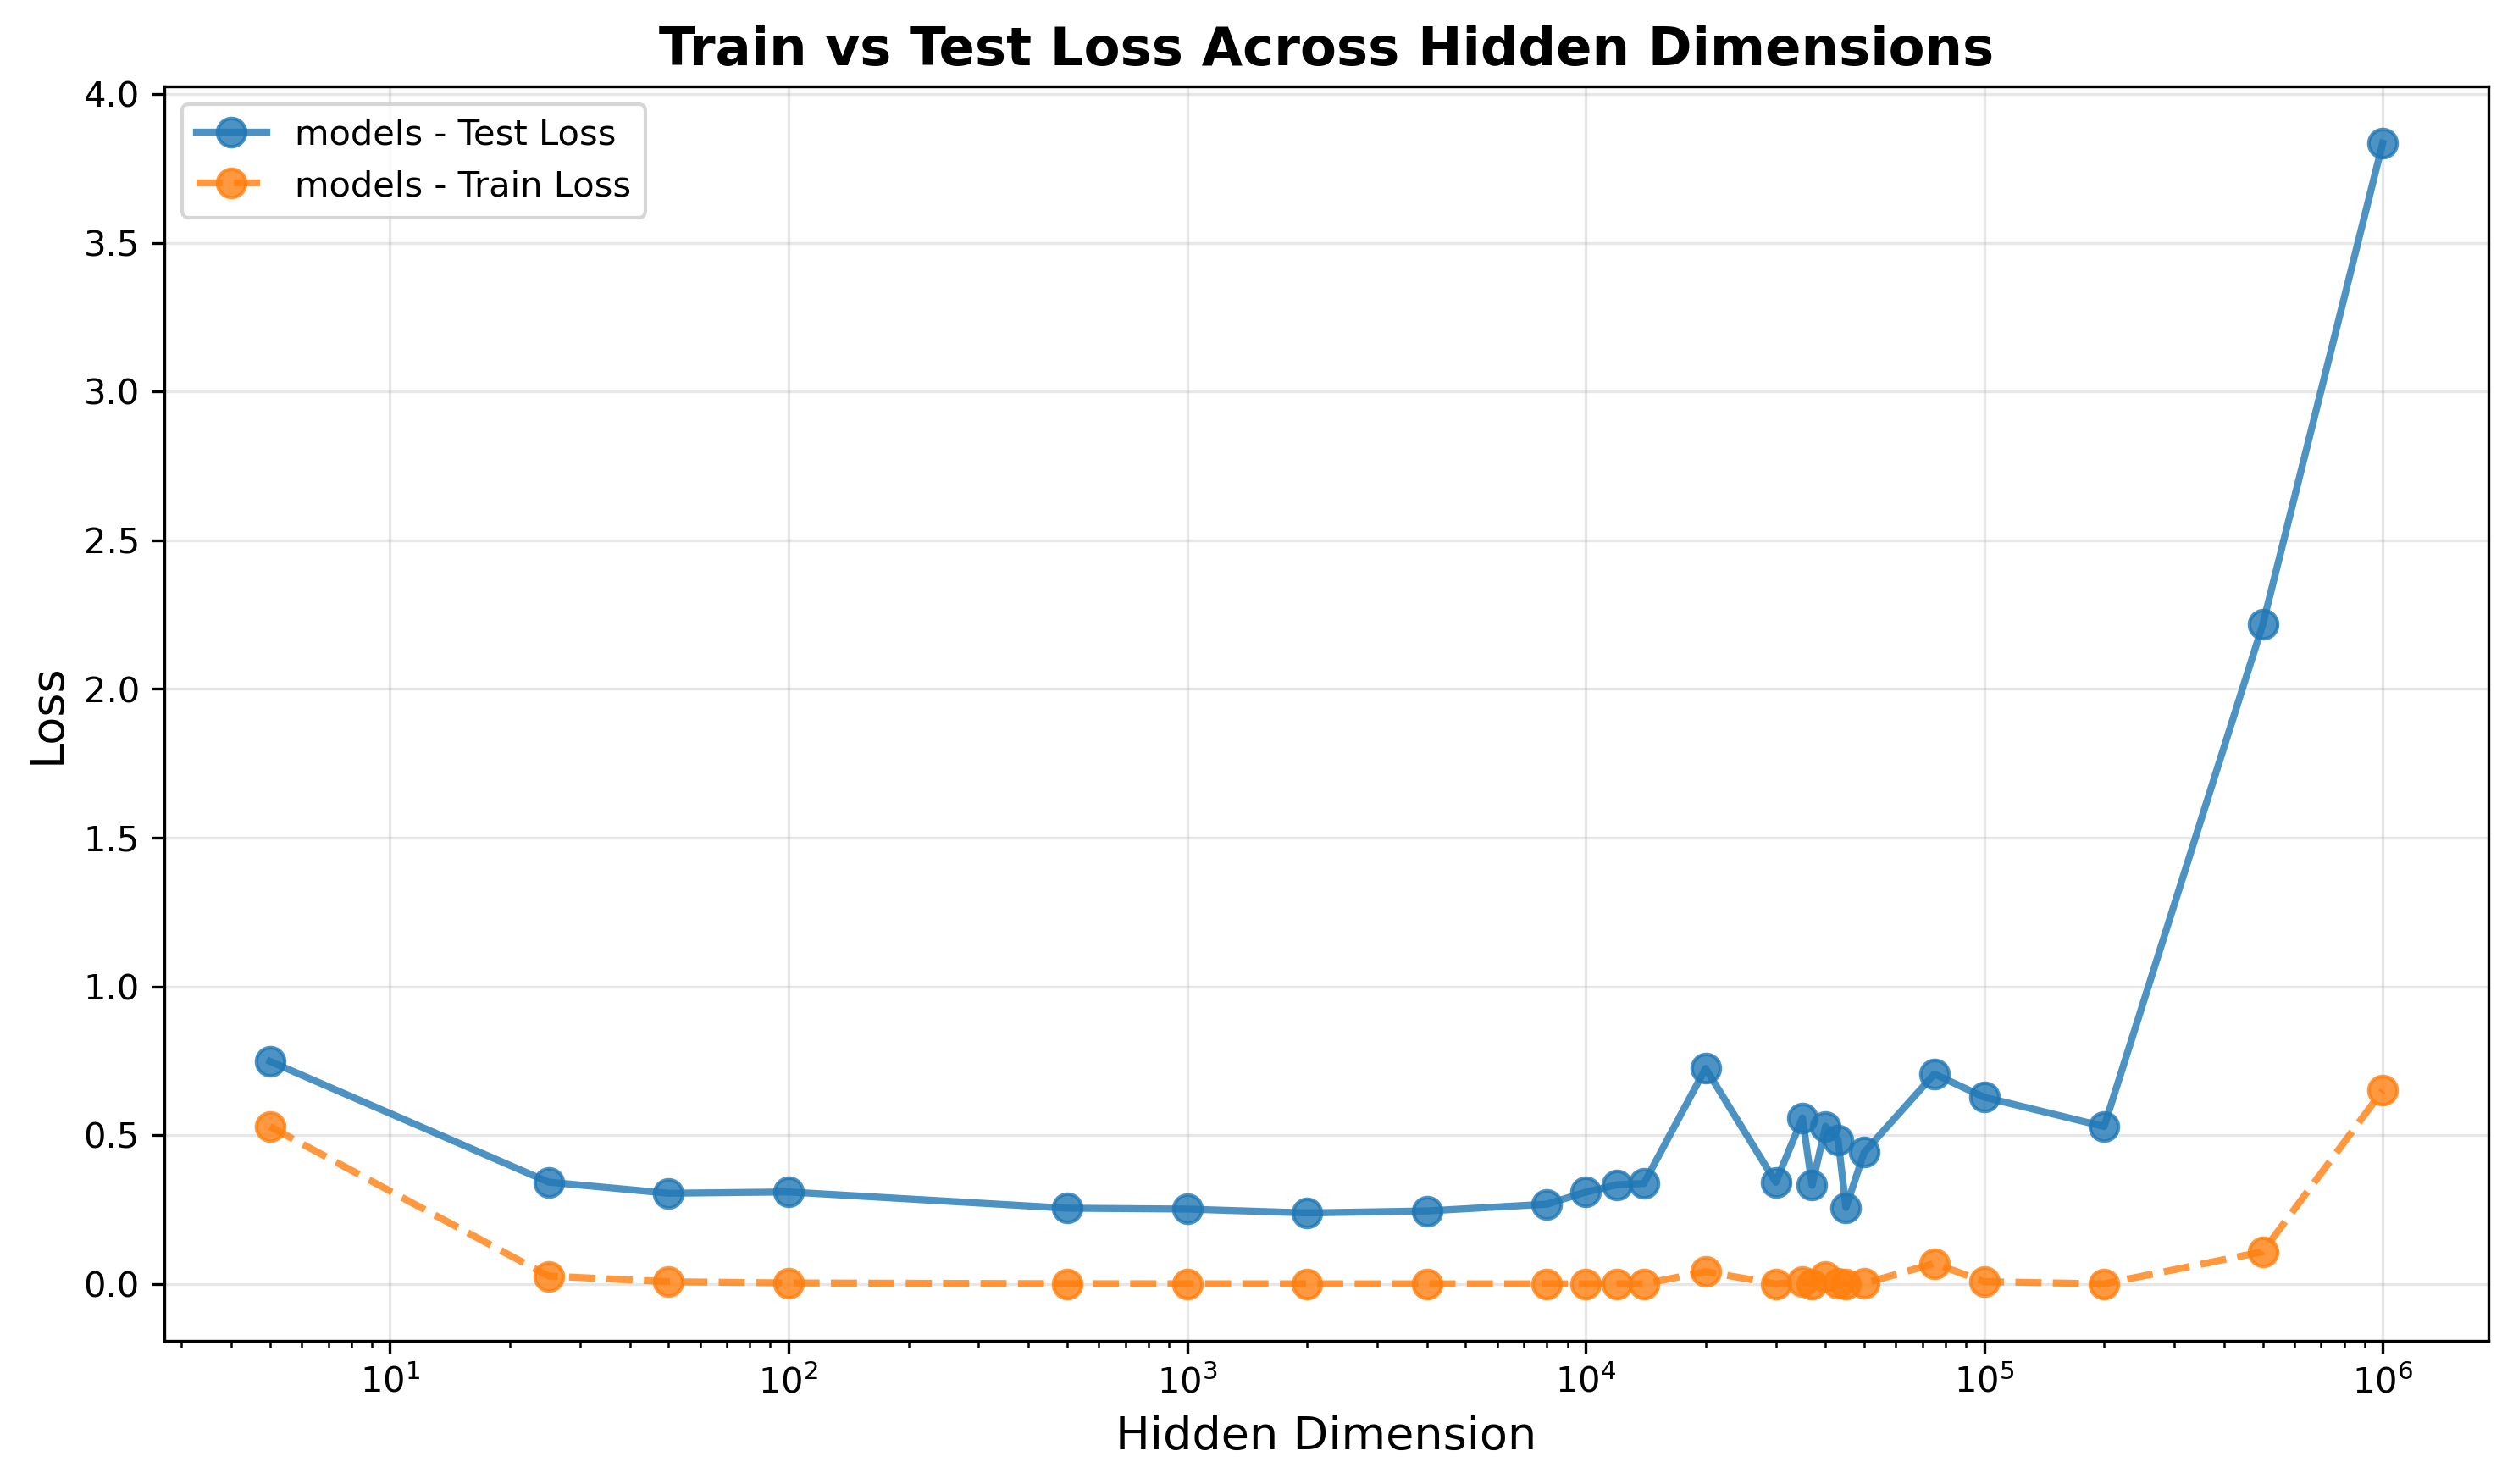 Train vs Test Loss Across Hidden Dimensions
models - Test Loss
models - Train Loss
Loss
4.0
3.5
3.0
2.5
2.0
1.5
1.0
0.5
0.0
10¹ 10² 10³ 10⁴ 10⁵ 10⁶
Hidden Dimension